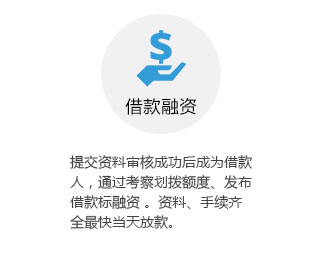 借款融资
提交资料审核成功后成为借款
人，通过考察划拨额度、发布
借款标融资 。资料、手续齐
全最快当天放款。